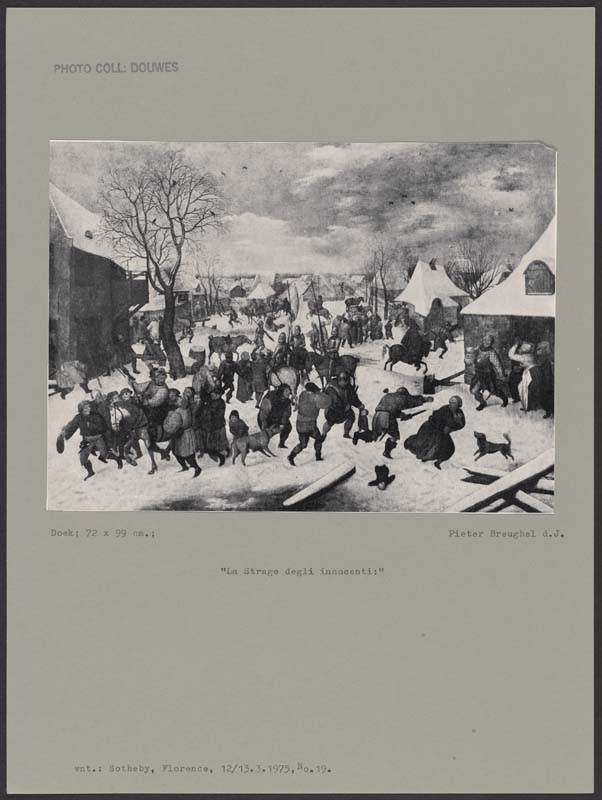 PHOTO COLL: DOUWES
Doek; 72 x 99 cm.;
Pieter Breughel d.J.
"La Strage degli innocenti:"
vnt.: Sotheby, Florence, 12/13.3.1975, No.19.